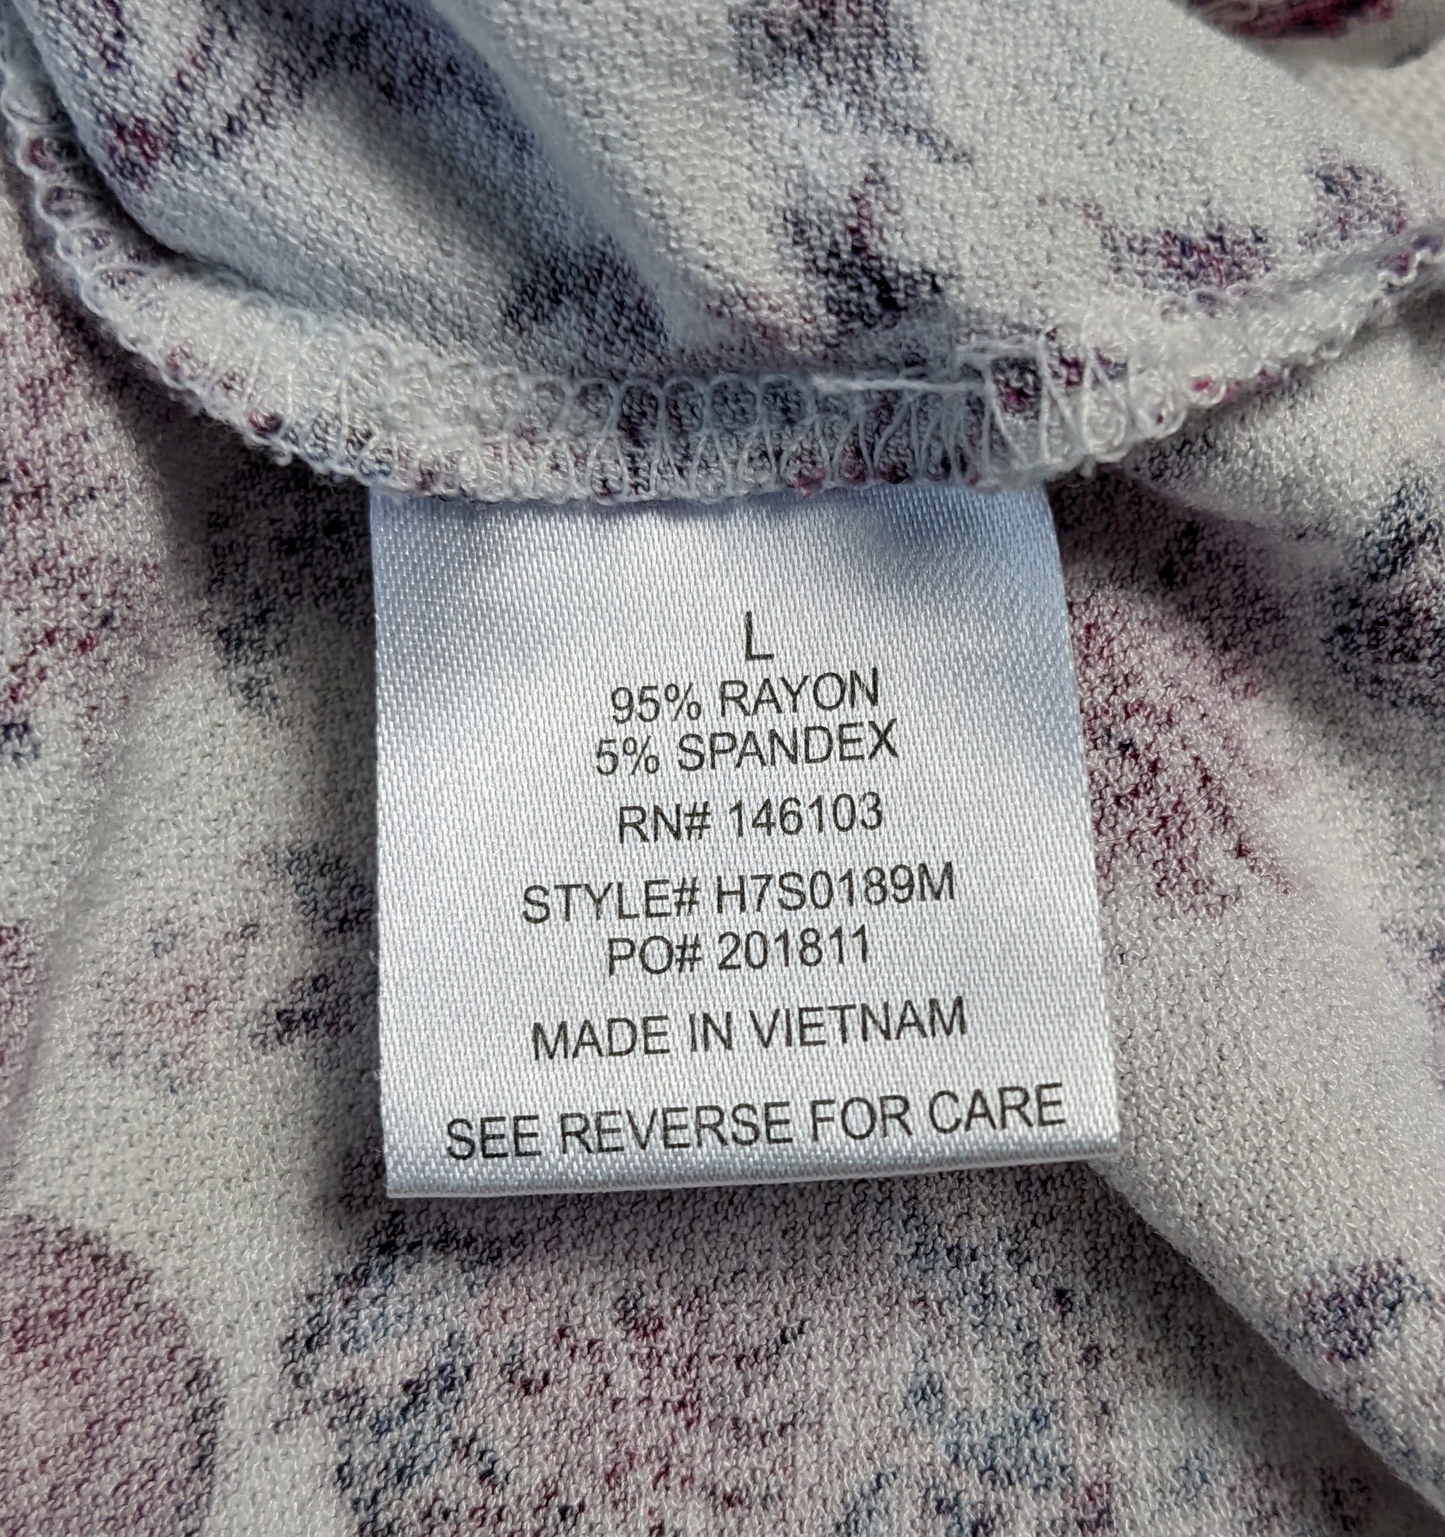 L
95% RAYON
5% SPANDEX
RN# 146103
STYLE# H7S0189M
PO# 201811
MADE IN VIETNAM
SEE REVERSE FOR CARE